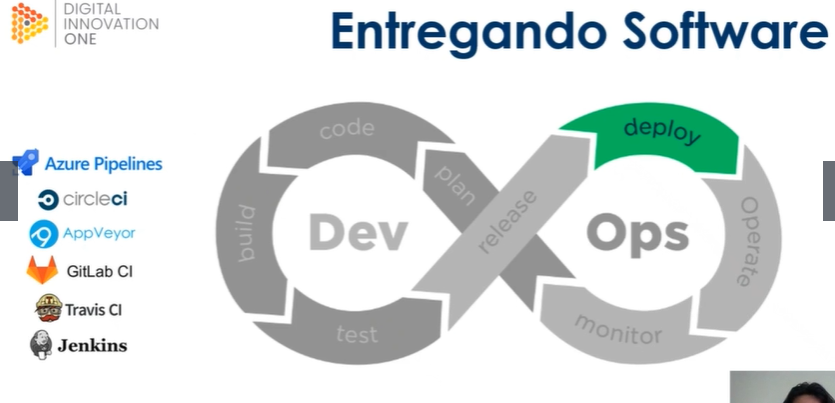 DIGITAL
INNOVATION
ONE
Entregando Software
Azure Pipelines
circleci
AppVeyor
GitLab CI
Travis CI
Jenkins
code
plan
build
test
Dev
release
deploy
Ops
Operate
monitor